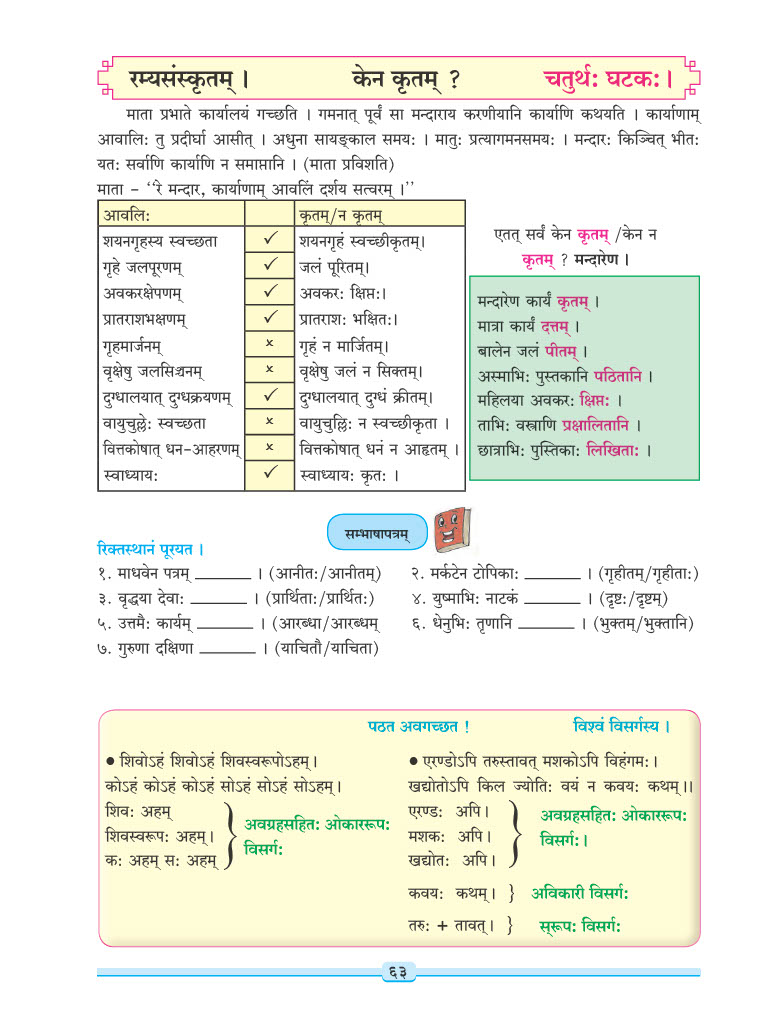 रम्यसंस्कृतम् । केन कृतम् ? चतुर्थः घटकः।
माता प्रभाते कार्यालयं गच्छति । गमनात् पूर्वं सा मन्दाराय करणीयानि कार्याणि कथयति । कार्याणाम्
आवालिः तु प्रदीर्घा आसीत् । अधुना सायङ्काल समयः । मातुः प्रत्यागमनसमयः । मन्दारः किञ्चित् भीतः
यतः सर्वाणि कार्याणि न समाप्तानि । (माता प्रविशति)
माता – ‘‘रे मन्दार, कार्याणाम् आवलिं दर्शय सत्वरम् ।’’
आवलिः कृतम्/न कृतम्
शयनगृहस्य स्वच्छता ✓ शयनगृहं स्वच्छीकृतम्।
गृहे जलपूरणम् ✓ जलं पूरितम्।
अवकरक्षेपणम् ✓ अवकरः क्षिप्तः।
प्रातराशभक्षणम् ✓ प्रातराशः भक्षितः।
गृहमार्जनम् × गृहं न मार्जितम्।
वृक्षेषु जलसिञ्चनम् × वृक्षेषु जलं न सिक्तम्।
दुग्धालयात् दुग्धक्रयणम् ✓ दुग्धालयात् दुग्धं क्रीतम्।
वायुचुल्लेः स्वच्छता × वायुचुल्लिः न स्वच्छीकृता ।
वित्तकोषात् धन-आहरणम् × वित्तकोषात् धनं न आहृतम् ।
स्वाध्यायः ✓ स्वाध्यायः कृतः ।
एतत् सर्वं केन कृतम् /केन न
कृतम् ? मन्दारेण ।
मन्दारेण कार्यं कृतम् ।
मात्रा कार्यं दत्तम् ।
बालेन जलं पीतम् ।
अस्माभिः पुस्तकानि पठितानि ।
महिलया अवकरः क्षिप्तः ।
ताभिः वस्त्राणि प्रक्षालितानि ।
छात्राभिः पुस्तिकाः लिखिताः ।
सम्भाषापत्रम्
रिक्तस्थानं पूरयत ।
१. माधवेन पत्रम् ______ । (आनीतः/आनीतम्) २. मर्कटेन टोपिकाः ______ । (गृहीतम्/गृहीताः)
३. वृद्धया देवाः ______ । (प्रार्थिताः/प्रार्थितः) ४. युष्माभिः नाटकं ______ । (दृष्टः/दृष्टम्)
५. उत्तमैः कार्यम् ______ । (आरब्धा/आरब्धम् ६. धेनुभिः तृणानि ______ । (भुक्तम्/भुक्तानि)
७. गुरुणा दक्षिणा ______ । (याचितौ/याचिता)
पठत अवगच्छत ! विश्वं विसर्गस्य ।
● शिवोऽहं शिवोऽहं शिवस्वरूपोऽहम्।
कोऽहं कोऽहं कोऽहं सोऽहं सोऽहं सोऽहम्।
शिवः अहम्
शिवस्वरूपः अहम्।
कः अहम् सः अहम्
अवग्रहसहितः ओकाररूपः
विसर्गः
● एरण्डोऽपि तरुस्तावत् मशकोऽपि विहंगमः।
खद्योतोऽपि किल ज्योतिः वयं न कवयः कथम्।।
एरण्डः अपि।
मशकः अपि।
खद्योतः अपि।
अवग्रहसहितः ओकाररूपः
विसर्गः।
कवयः कथम्। } अविकारी विसर्गः
तरुः + तावत्। } स्‌रूपः विसर्गः
६३